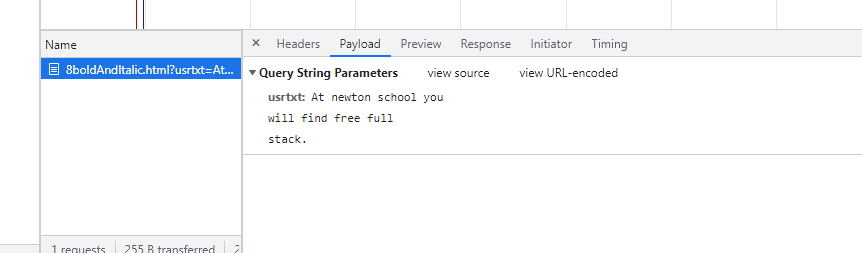 Name
× Headers Payload Preview Response Initiator Timing
8boldAndItalic.html?usrtxt=At...
▼Query String Parameters view source view URL-encoded
usrtxt: At newton school you
will find free full
stack.
1 requests 255 B transferred 2